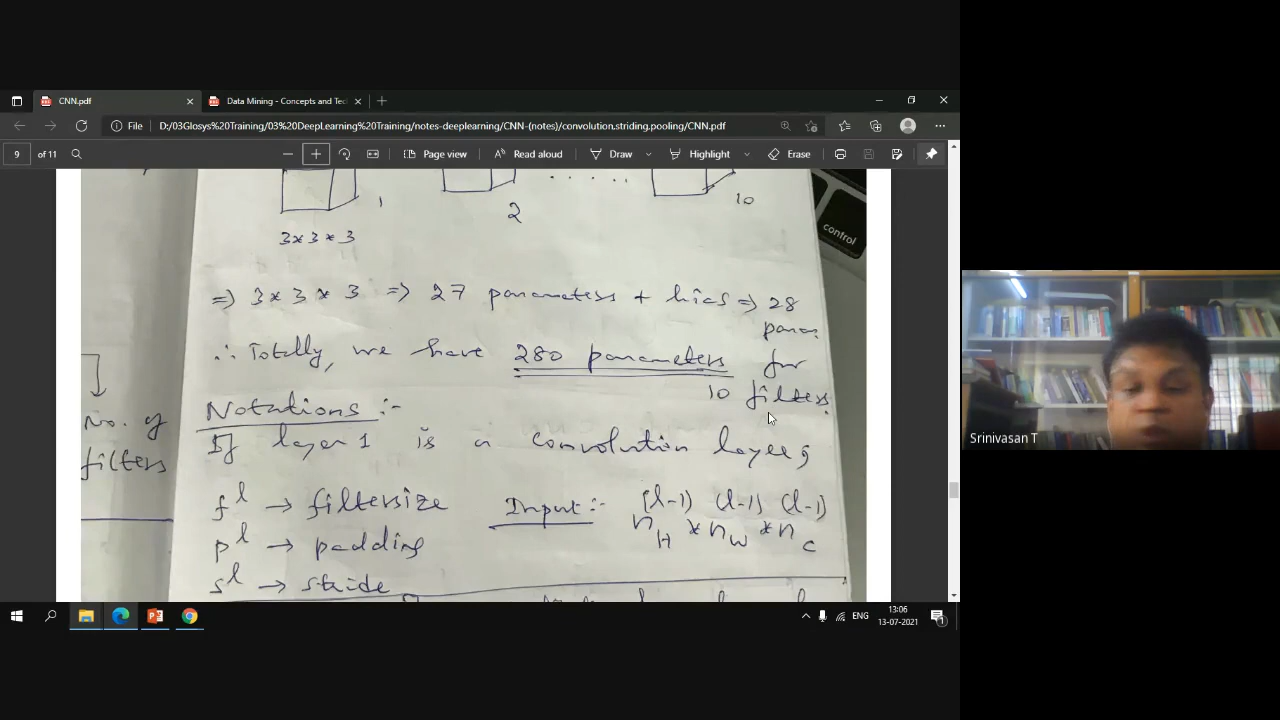 CNN.pdf
Data Mining - Concepts and Tec
File
D:/03Glosys%20Training/03%20DeepLearning%20Training/notes-deeplearning/CNN-(notes)/convolution.striding.pooling/CNN.pdf
9 of 11
Page view
Read aloud
Draw
Highlight
Erase
1
2
10
3*3*3
control
⇒ 3*3*3 ⇒ 27 parameters + bias ⇒ 28
param.
∴ Totally, we have 280 parameters for
10 filters.
No. of
filters
Notations :-
If layer l is a convolution layer,
f^l → filtersize
Input :- n_H^(l-1) * n_W^(l-1) * n_C^(l-1)
p^l → padding
s^l → stride
Srinivasan T
ENG
13:06
13-07-2021